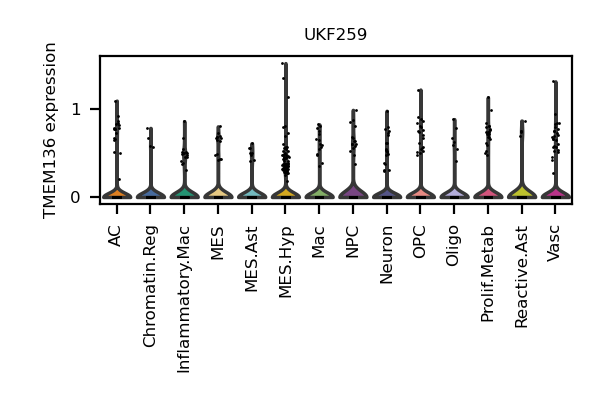 UKF259
TMEM136 expression
1
0
AC
Chromatin.Reg
Inflammatory.Mac
MES
MES.Ast
MES.Hyp
Mac
NPC
Neuron
OPC
Oligo
Prolif.Metab
Reactive.Ast
Vasc